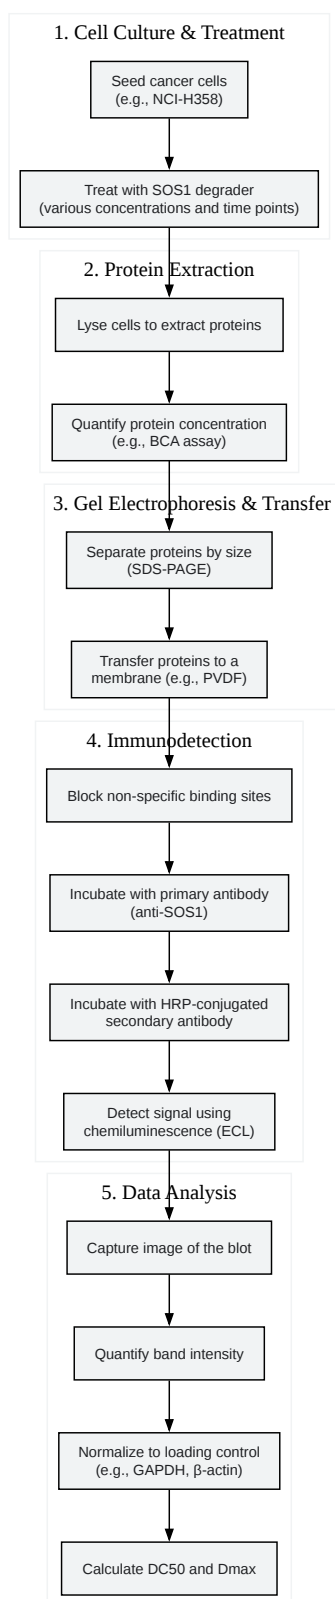 1. Cell Culture & Treatment
Seed cancer cells
(e.g., NCI-H358)
Treat with SOS1 degrader
(various concentrations and time points)
2. Protein Extraction
Lyse cells to extract proteins
Quantify protein concentration
(e.g., BCA assay)
3. Gel Electrophoresis & Transfer
Separate proteins by size
(SDS-PAGE)
Transfer proteins to a
membrane (e.g., PVDF)
4. Immunodetection
Block non-specific binding sites
Incubate with primary antibody
(anti-SOS1)
Incubate with HRP-conjugated
secondary antibody
Detect signal using
chemiluminescence (ECL)
5. Data Analysis
Capture image of the blot
Quantify band intensity
Normalize to loading control
(e.g., GAPDH, β-actin)
Calculate DC50 and Dmax